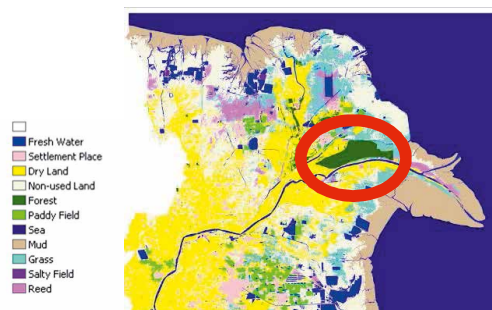 Fresh Water
Settlement Place
Dry Land
Non-used Land
Forest
Paddy Field
Sea
Mud
Grass
Salty Field
Reed